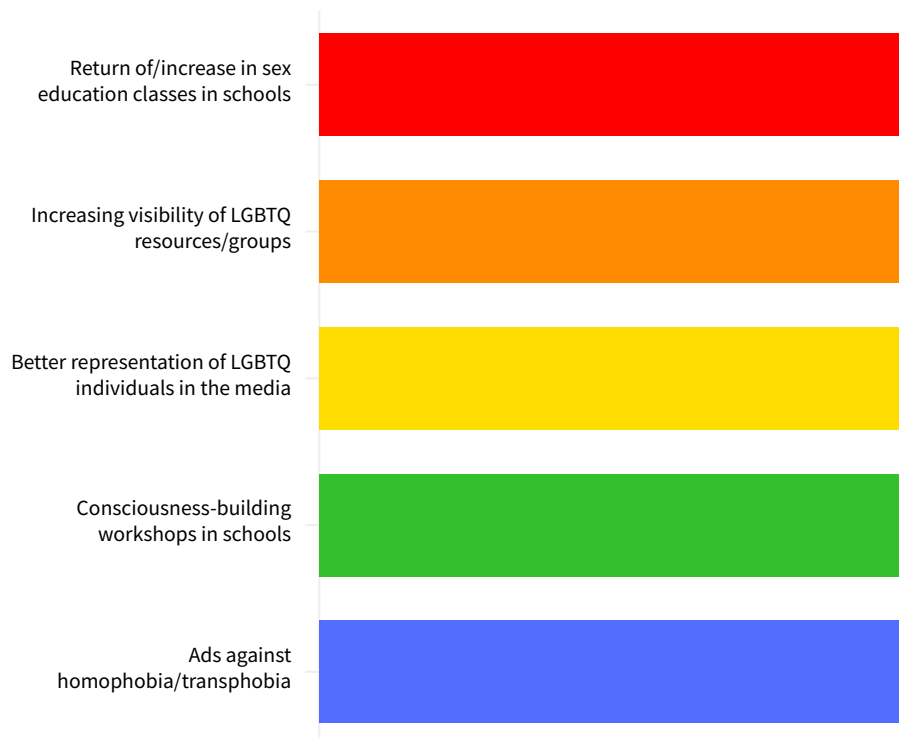 Return of/increase in sex
education classes in schools
Increasing visibility of LGBTQ
resources/groups
Better representation of LGBTQ
individuals in the media
Consciousness-building
workshops in schools
Ads against
homophobia/transphobia